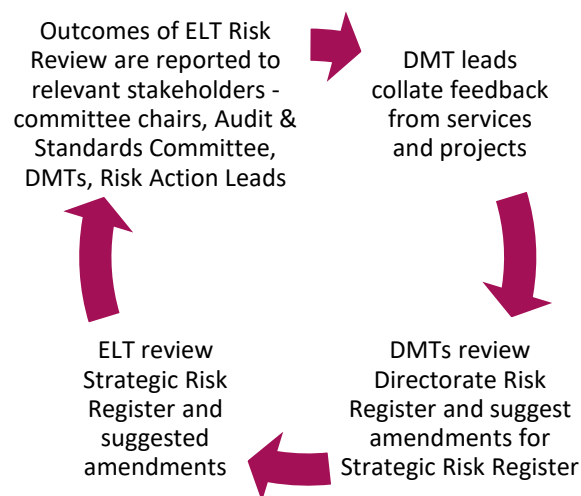 Outcomes of ELT Risk
Review are reported to
relevant stakeholders -
committee chairs, Audit &
Standards Committee,
DMTs, Risk Action Leads
DMT leads
collate feedback
from services
and projects
DMTs review
Directorate Risk
Register and suggest
amendments for
Strategic Risk Register
ELT review
Strategic Risk
Register and
suggested
amendments